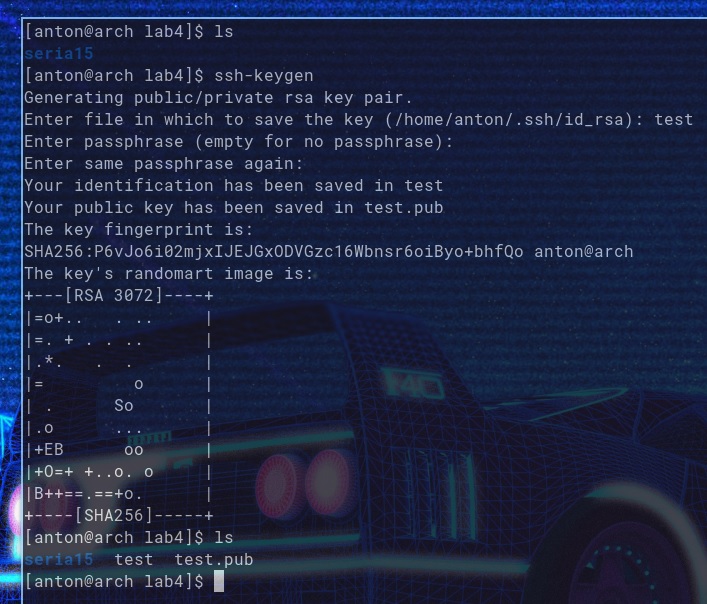 [anton@arch lab4]$ ls
seria15
[anton@arch lab4]$ ssh-keygen
Generating public/private rsa key pair.
Enter file in which to save the key (/home/anton/.ssh/id_rsa): test
Enter passphrase (empty for no passphrase):
Enter same passphrase again:
Your identification has been saved in test
Your public key has been saved in test.pub
The key fingerprint is:
SHA256:P6vJo6i02mjxIJEJGxODVGzc16Wbnsr6oiByo+bhfQo anton@arch
The key's randomart image is:
+---[RSA 3072]----+
|=o+..   . ..     |
|=. + . . ..      |
|.*.   .  .       |
|=         o      |
| .      So       |
|.o      ...      |
|+EB      oo      |
|+O=+ +..o. o     |
|B++==.==+o.      |
+----[SHA256]-----+
[anton@arch lab4]$ ls
seria15  test  test.pub
[anton@arch lab4]$